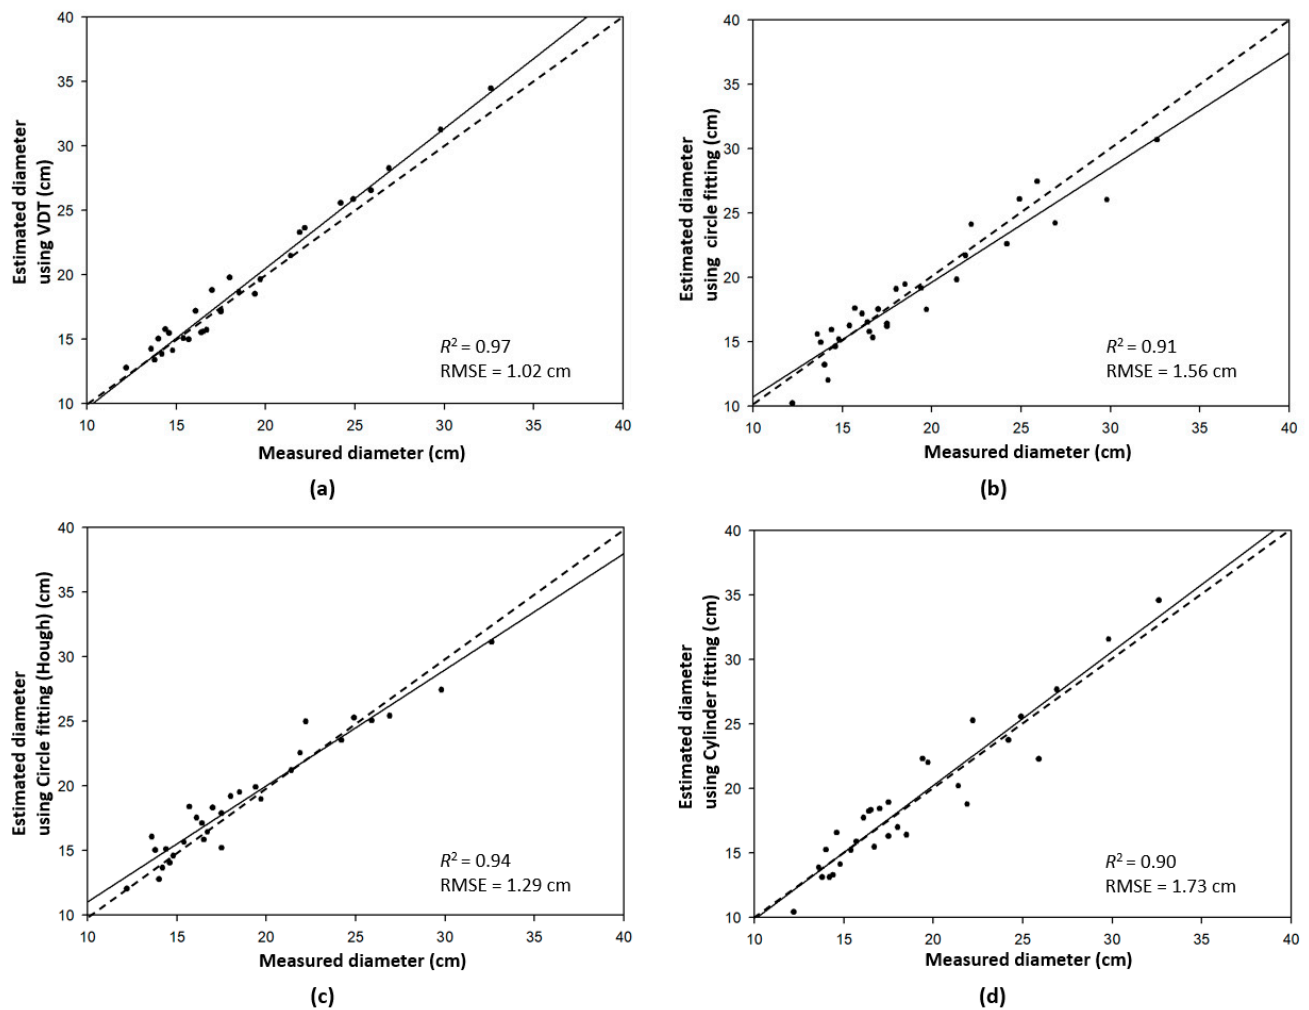 40
35
30
25
20
15
10
10
15
20
25
30
35
40
Estimated diameter
using VDT (cm)
R² = 0.97
RMSE = 1.02 cm
Measured diameter (cm)
(a)
40
35
30
25
20
15
10
10
15
20
25
30
35
40
Estimated diameter
using circle fitting (cm)
R² = 0.91
RMSE = 1.56 cm
Measured diameter (cm)
(b)
40
35
30
25
20
15
10
10
15
20
25
30
35
40
Estimated diameter
using Circle fitting (Hough) (cm)
R² = 0.94
RMSE = 1.29 cm
Measured diameter (cm)
(c)
40
35
30
25
20
15
10
10
15
20
25
30
35
40
Estimated diameter
using Cylinder fitting (cm)
R² = 0.90
RMSE = 1.73 cm
Measured diameter (cm)
(d)